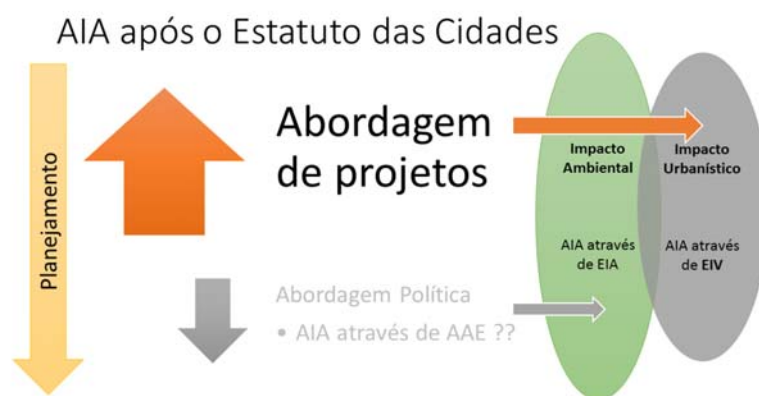 AIA após o Estatuto das Cidades
Planejamento
Abordagem
de projetos
Abordagem Política
• AIA através de AAE ??
Impacto
Ambiental
AIA através
de EIA
Impacto
Urbanístico
AIA através
de EIV